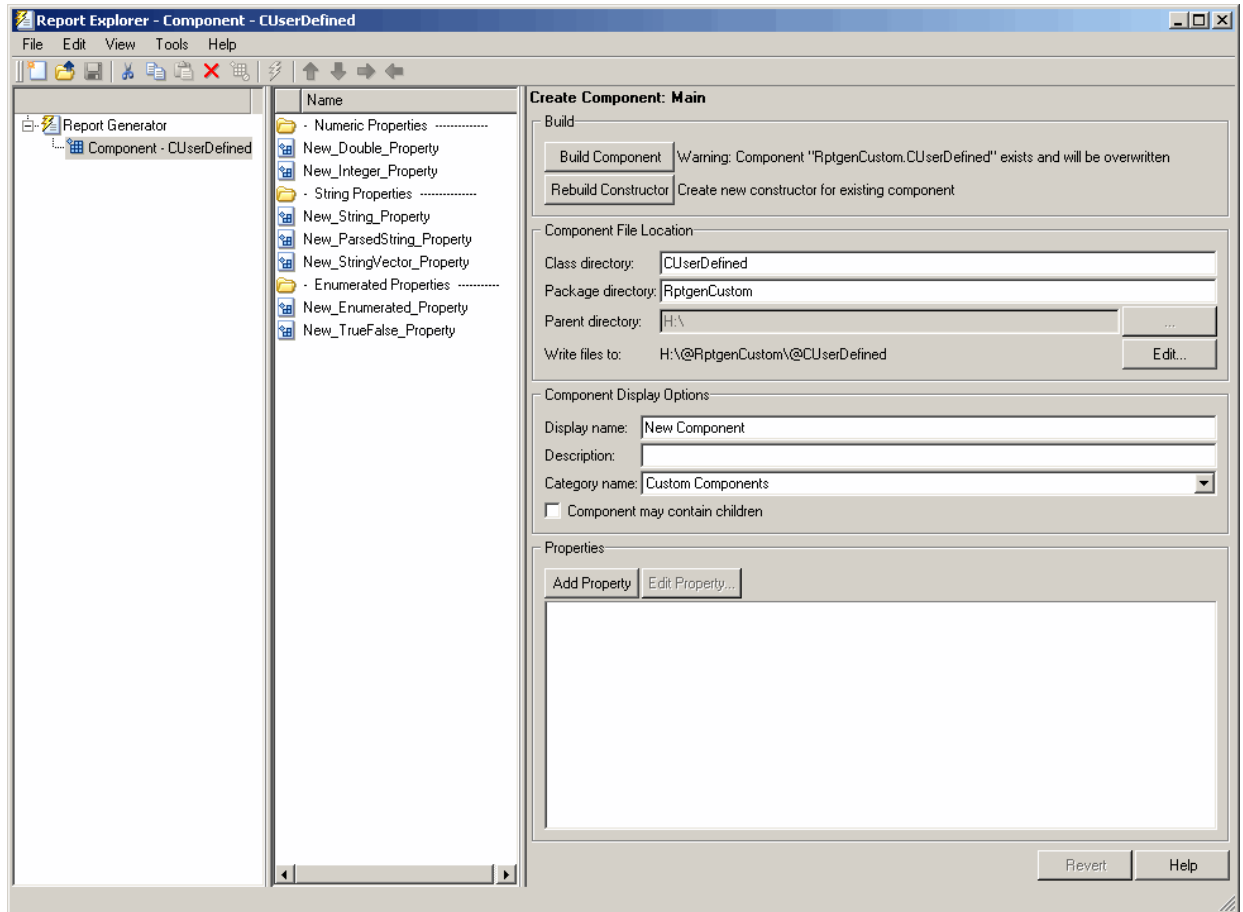 Report Explorer - Component - CUserDefined
File Edit View Tools Help
Report Generator
Component - CUserDefined
Name
- Numeric Properties -------------
New_Double_Property
New_Integer_Property
- String Properties --------------
New_String_Property
New_ParsedString_Property
New_StringVector_Property
- Enumerated Properties ----------
New_Enumerated_Property
New_TrueFalse_Property
Create Component: Main
Build
Build Component Warning: Component "RptgenCustom.CUserDefined" exists and will be overwritten
Rebuild Constructor Create new constructor for existing component
Component File Location
Class directory: CUserDefined
Package directory: RptgenCustom
Parent directory: H:\ ...
Write files to: H:\@RptgenCustom\@CUserDefined Edit...
Component Display Options
Display name: New Component
Description:
Category name: Custom Components
Component may contain children
Properties
Add Property Edit Property...
Revert Help